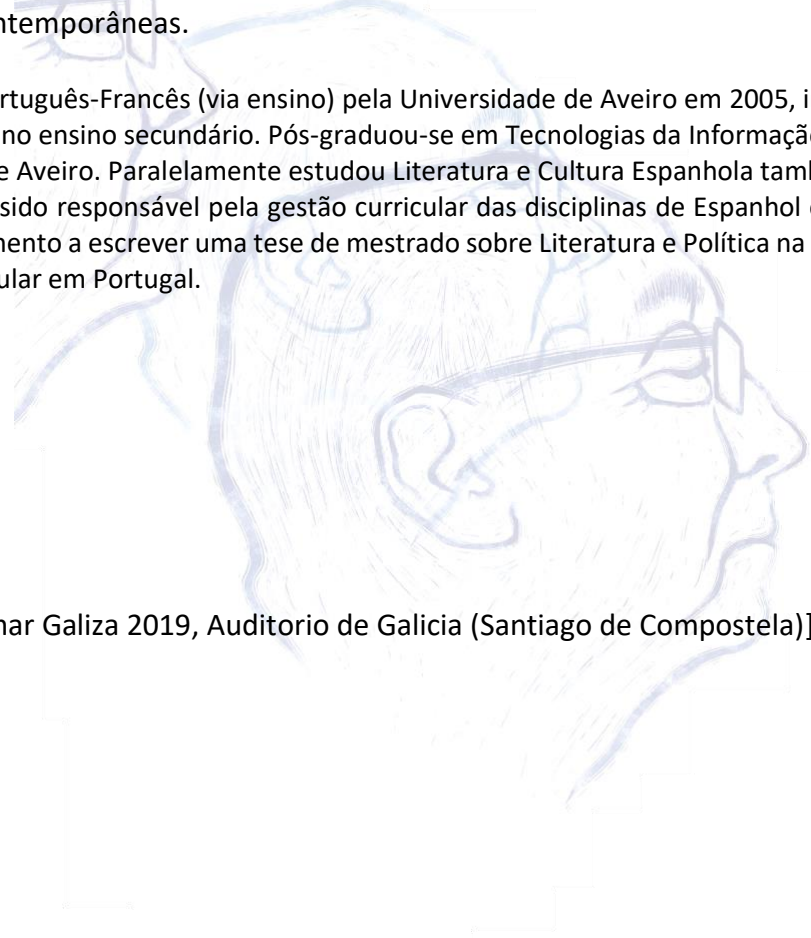 ntemporâneas.
rtuguês-Francês (via ensino) pela Universidade de Aveiro em 2005, i
no ensino secundário. Pós-graduou-se em Tecnologias da Informaçã
e Aveiro. Paralelamente estudou Literatura e Cultura Espanhola tam
sido responsável pela gestão curricular das disciplinas de Espanhol
mento a escrever uma tese de mestrado sobre Literatura e Política na
ular em Portugal.
nar Galiza 2019, Auditorio de Galicia (Santiago de Compostela)]